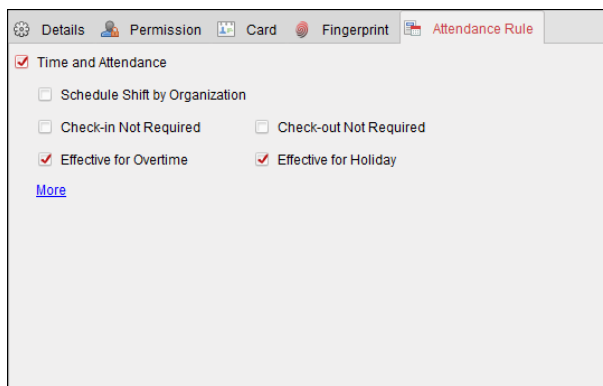 Details Permission Card Fingerprint Attendance Rule
Time and Attendance
Schedule Shift by Organization
Check-in Not Required Check-out Not Required
Effective for Overtime Effective for Holiday
More